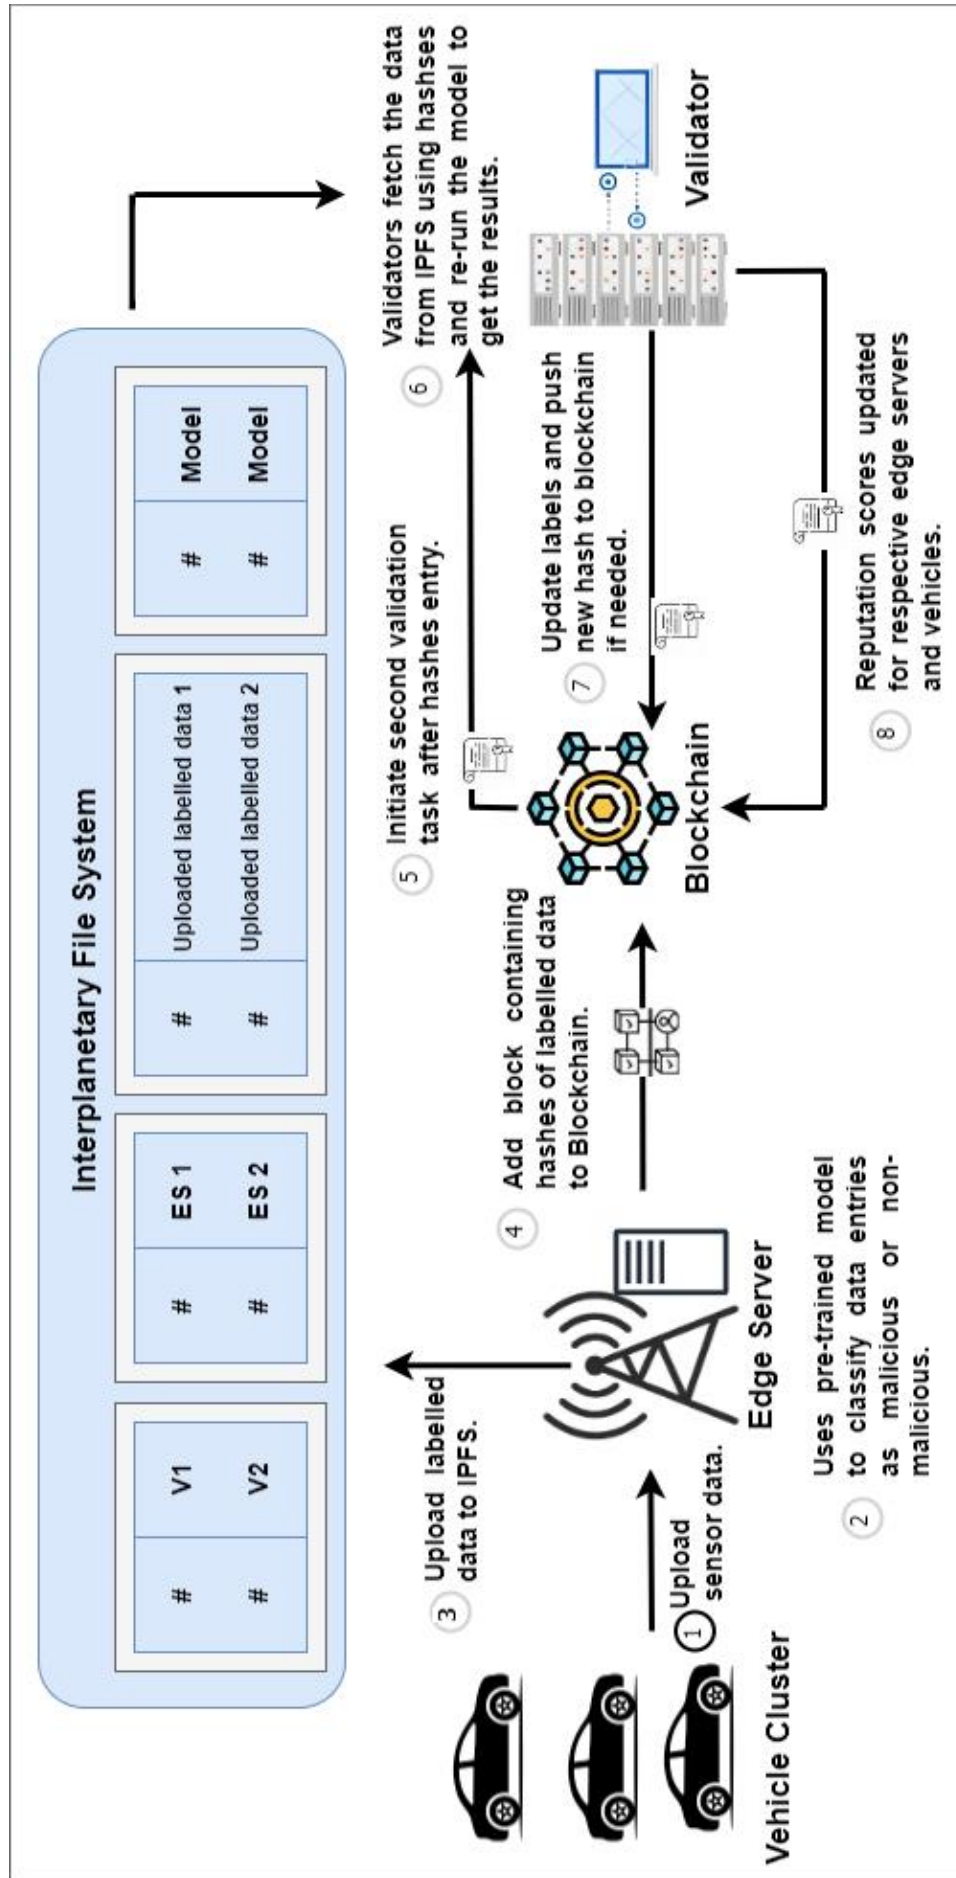 Interplanetary File System
# V1
# V2
# ES 1
# ES 2
# Uploaded labelled data 1
# Uploaded labelled data 2
# Model
# Model
1 Upload
sensor data.
Vehicle Cluster
2 Uses pre-trained model
to classify data entries
as malicious or non-
malicious.
Edge Server
3 Upload labelled
data to IPFS.
4 Add block containing
hashes of labelled data
to Blockchain.
Blockchain
5 Initiate second validation
task after hashes entry.
6 Validators fetch the data
from IPFS using hashses
and re-run the model to
get the results.
Validator
7 Update labels and push
new hash to blockchain
if needed.
8 Reputation scores updated
for respective edge servers
and vehicles.